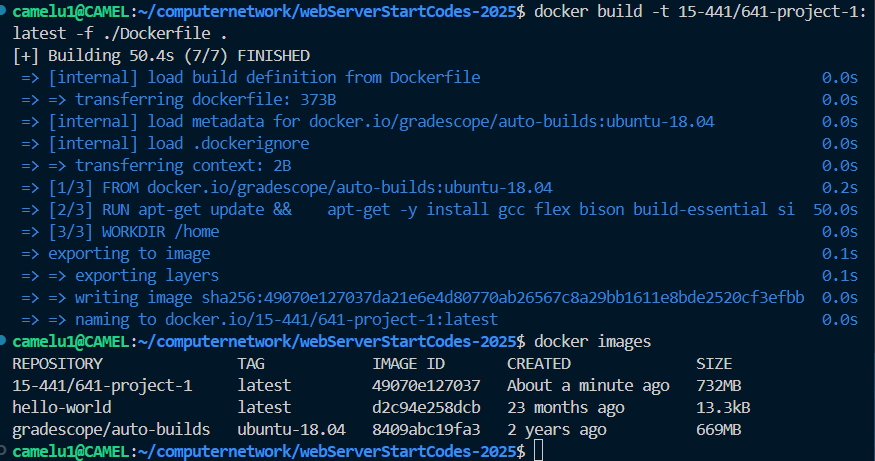 camelu1@CAMEL:~/computernetwork/webServerStartCodes-2025$ docker build -t 15-441/641-project-1:
latest -f ./Dockerfile .
[+] Building 50.4s (7/7) FINISHED
=> [internal] load build definition from Dockerfile 0.0s
=> => transferring dockerfile: 373B 0.0s
=> [internal] load metadata for docker.io/gradescope/auto-builds:ubuntu-18.04 0.0s
=> [internal] load .dockerignore 0.0s
=> => transferring context: 2B 0.0s
=> [1/3] FROM docker.io/gradescope/auto-builds:ubuntu-18.04 0.2s
=> [2/3] RUN apt-get update &&    apt-get -y install gcc flex bison build-essential si 50.0s
=> [3/3] WORKDIR /home 0.0s
=> exporting to image 0.1s
=> => exporting layers 0.1s
=> => writing image sha256:49070e127037da21e6e4d80770ab26567c8a29bb1611e8bde2520cf3efbb 0.0s
=> => naming to docker.io/15-441/641-project-1:latest 0.0s
camelu1@CAMEL:~/computernetwork/webServerStartCodes-2025$ docker images
REPOSITORY TAG IMAGE ID CREATED SIZE
15-441/641-project-1 latest 49070e127037 About a minute ago 732MB
hello-world latest d2c94e258dcb 23 months ago 13.3kB
gradescope/auto-builds ubuntu-18.04 8409abc19fa3 2 years ago 669MB
camelu1@CAMEL:~/computernetwork/webServerStartCodes-2025$